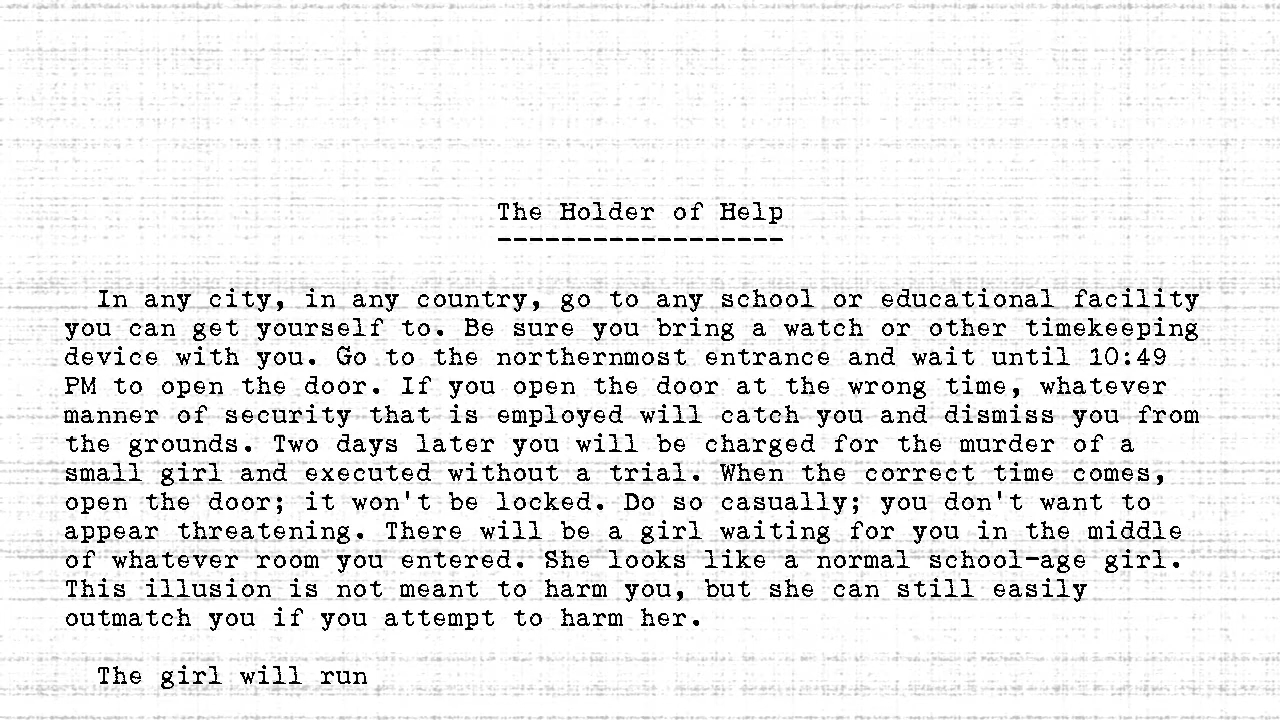 The Holder of Help
------------------
In any city, in any country, go to any school or educational facility
you can get yourself to. Be sure you bring a watch or other timekeeping
device with you. Go to the northernmost entrance and wait until 10:49
PM to open the door. If you open the door at the wrong time, whatever
manner of security that is employed will catch you and dismiss you from
the grounds. Two days later you will be charged for the murder of a
small girl and executed without a trial. When the correct time comes,
open the door; it won't be locked. Do so casually; you don't want to
appear threatening. There will be a girl waiting for you in the middle
of whatever room you entered. She looks like a normal school-age girl.
This illusion is not meant to harm you, but she can still easily
outmatch you if you attempt to harm her.
The girl will run